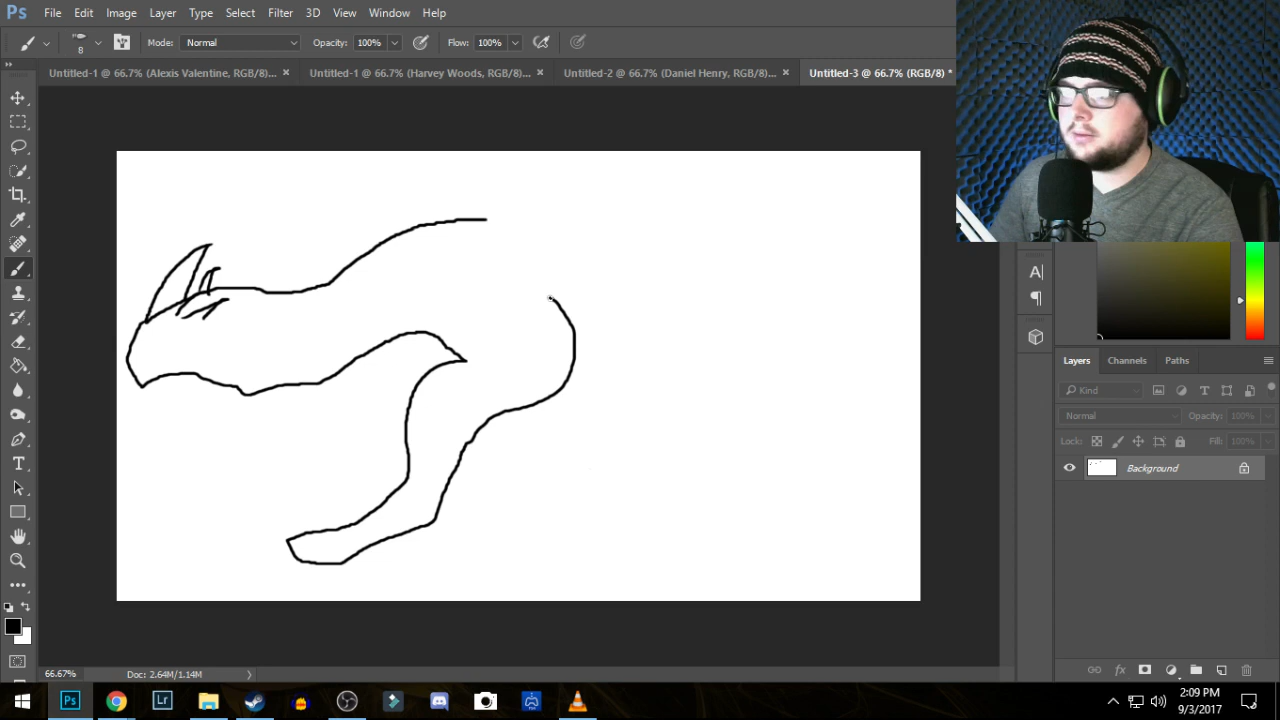 Ps File Edit Image Layer Type Select Filter 3D View Window Help
8 Mode: Normal Opacity: 100% Flow: 100%
Untitled-1 @ 66.7% (Alexis Valentine, RGB/8)... × Untitled-1 @ 66.7% (Harvey Woods, RGB/8)... × Untitled-2 @ 66.7% (Daniel Henry, RGB/8)... × Untitled-3 @ 66.7% (RGB/8) *
Layers Channels Paths
Kind
Normal Opacity: 100%
Lock: Fill: 100%
Background
66.67% Doc: 2.64M/1.14M
Ps Lr
2:09 PM
9/3/2017